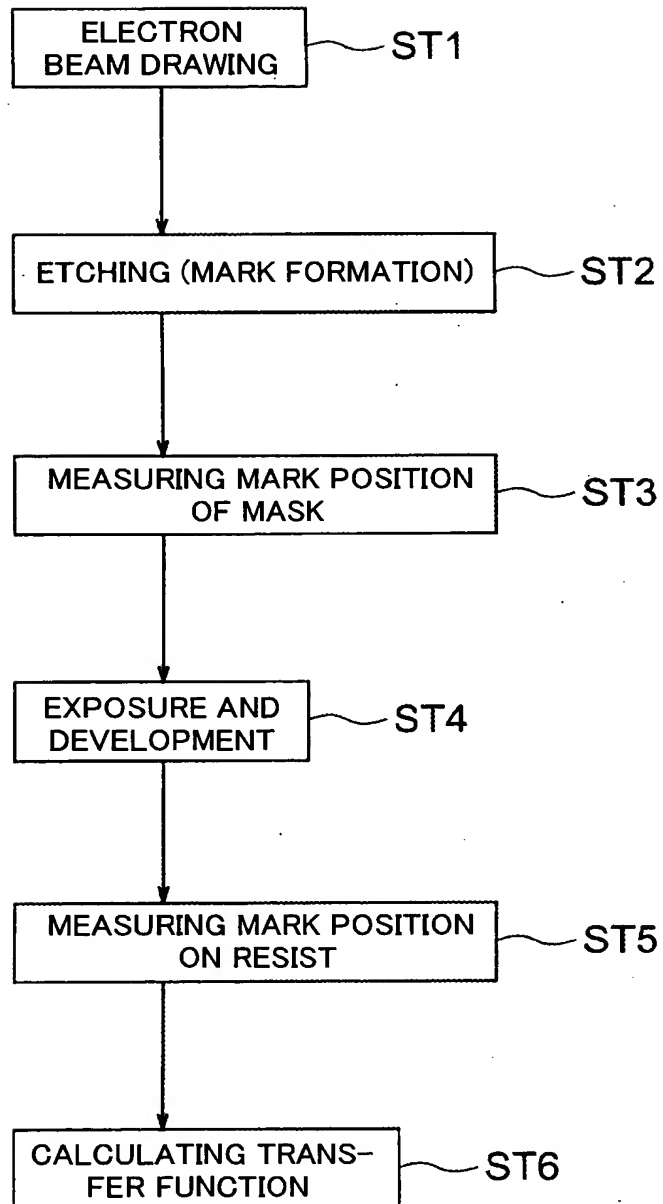 ELECTRON
BEAM DRAWING
ST1
ETCHING (MARK FORMATION)
ST2
MEASURING MARK POSITION
OF MASK
ST3
EXPOSURE AND
DEVELOPMENT
ST4
MEASURING MARK POSITION
ON RESIST
ST5
CALCULATING TRANS-
FER FUNCTION
ST6